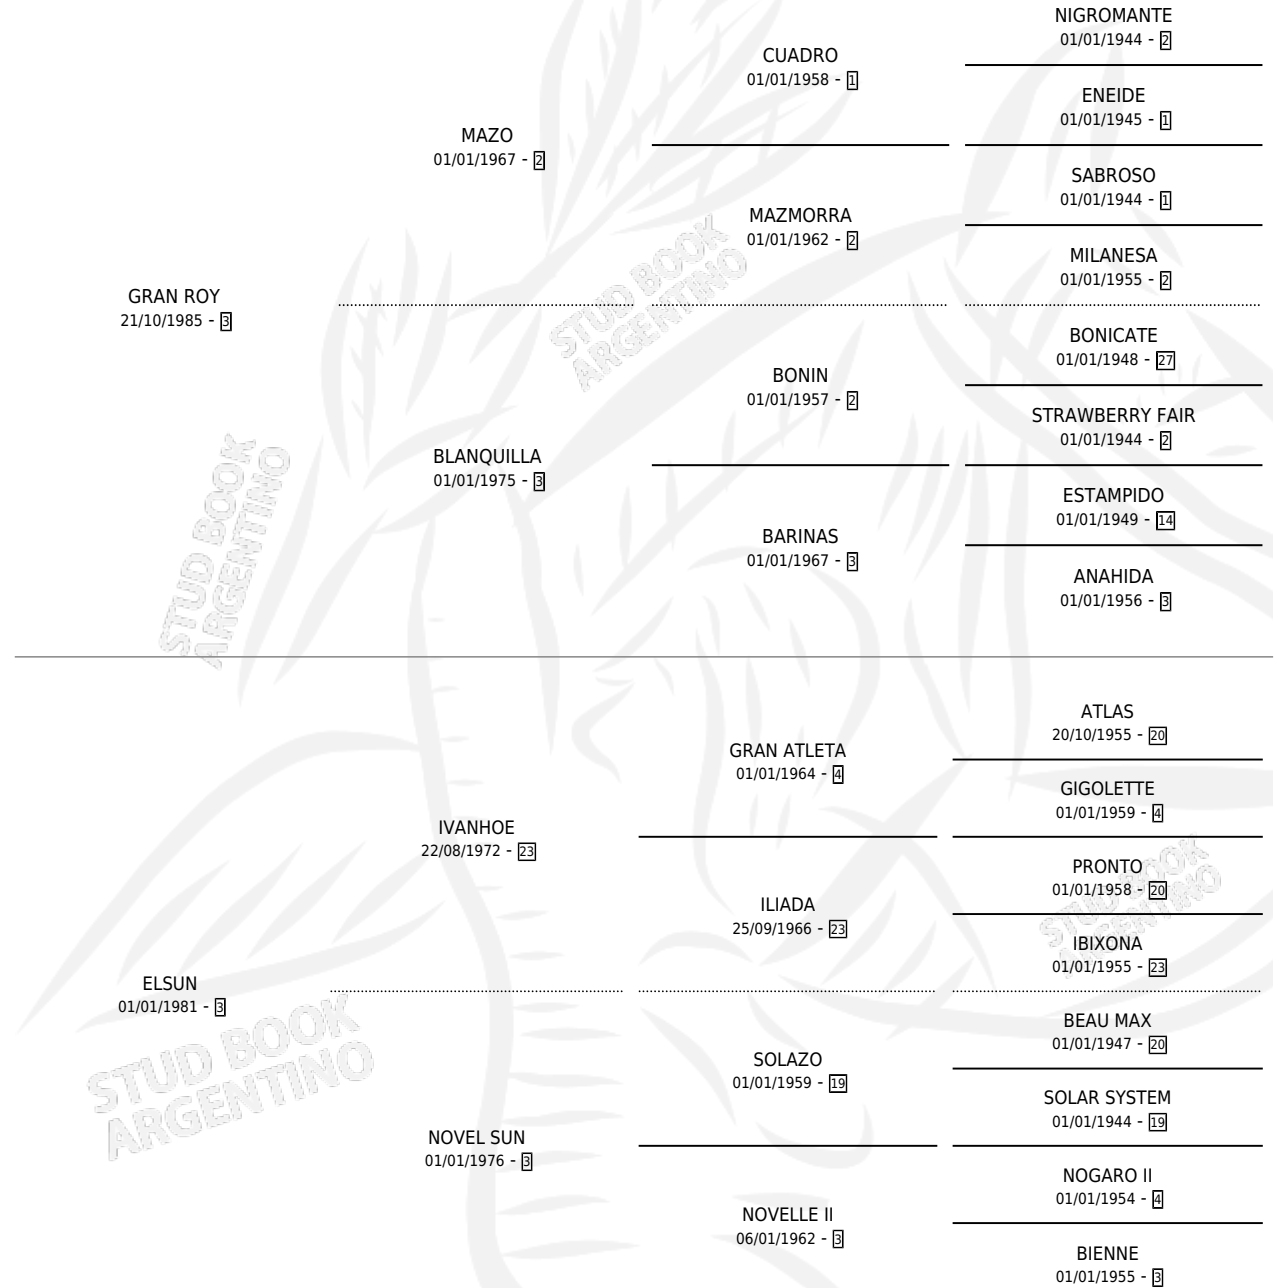 NIGROMANTE
01/01/1944 - 2
CUADRO
01/01/1958 - 1
ENEIDE
01/01/1945 - 1
MAZO
01/01/1967 - 2
SABROSO
01/01/1944 - 1
MAZMORRA
01/01/1962 - 2
MILANESA
01/01/1955 - 2
GRAN ROY
21/10/1985 - 3
BONICATE
01/01/1948 - 27
BONIN
01/01/1957 - 2
STRAWBERRY FAIR
01/01/1944 - 2
BLANQUILLA
01/01/1975 - 3
ESTAMPIDO
01/01/1949 - 14
BARINAS
01/01/1967 - 3
ANAHIDA
01/01/1956 - 3
ATLAS
20/10/1955 - 20
GRAN ATLETA
01/01/1964 - 4
GIGOLETTE
01/01/1959 - 4
IVANHOE
22/08/1972 - 23
PRONTO
01/01/1958 - 20
ILIADA
25/09/1966 - 23
IBIXONA
01/01/1955 - 23
ELSUN
01/01/1981 - 3
BEAU MAX
01/01/1947 - 20
SOLAZO
01/01/1959 - 19
SOLAR SYSTEM
01/01/1944 - 19
NOVEL SUN
01/01/1976 - 3
NOGARO II
01/01/1954 - 4
NOVELLE II
06/01/1962 - 3
BIENNE
01/01/1955 - 3
STUD BOOK
ARGENTINO
STUD BOOK
ARGENTINO
STUD BOOK
ARGENTINO
STUD BOOK
ARGENTINO